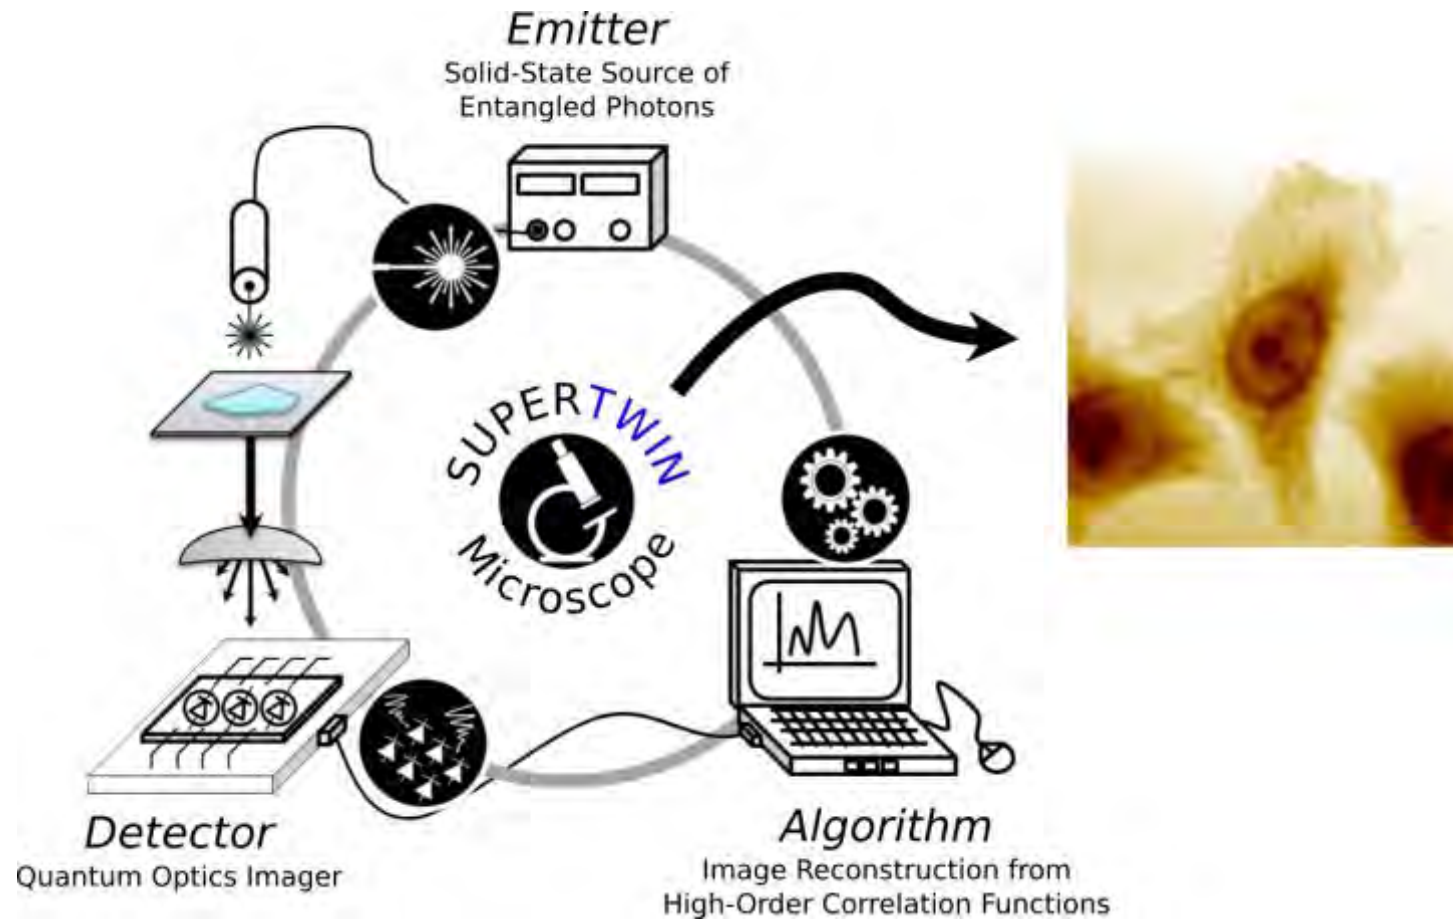 Emitter
Solid-State Source of
Entangled Photons
SUPERTWIN
Microscope
Detector
Quantum Optics Imager
Algorithm
Image Reconstruction from
High-Order Correlation Functions